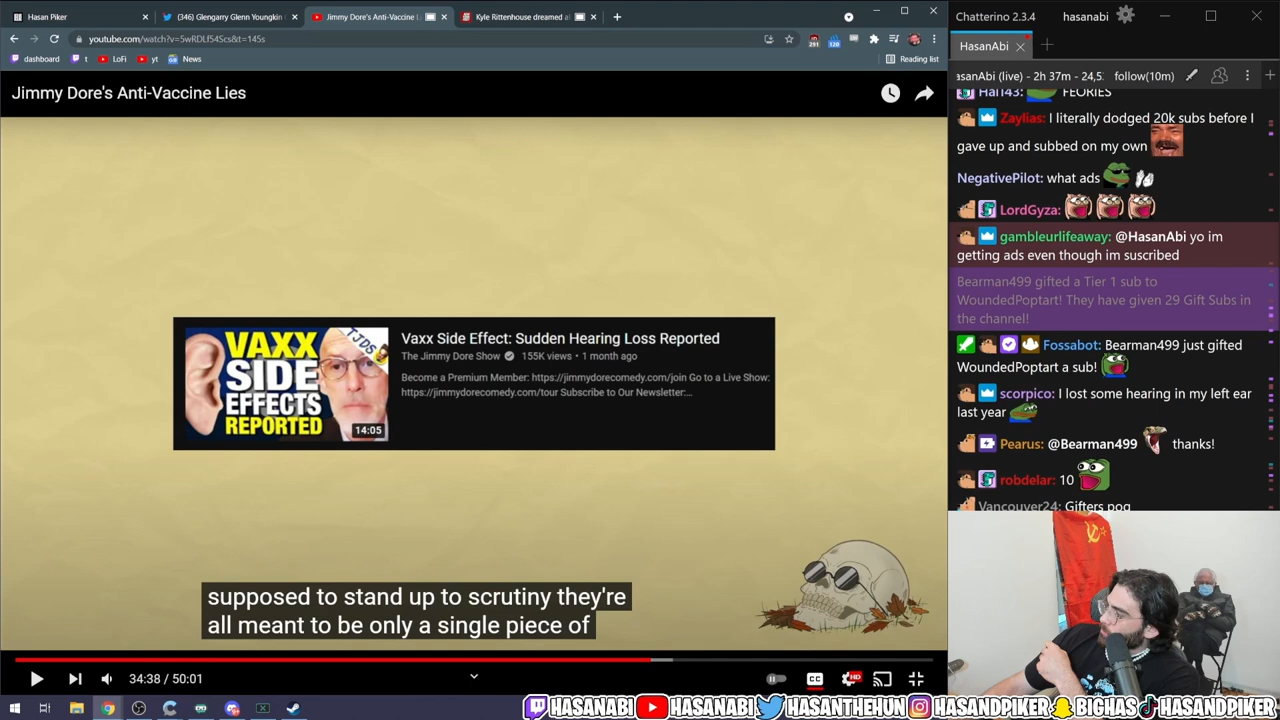 Hasan Piker
(346) Glengarry Glenn Youngkin
Jimmy Dore's Anti-Vaccine L
Kyle Rittenhouse dreamed a
youtube.com/watch?v=5wRDLf54Scs&t=145s
291
120
dashboard
t
LoFi
yt
News
Reading list
Jimmy Dore's Anti-Vaccine Lies
VAXX
SIDE
EFFECTS
REPORTED
TJDS
14:05
Vaxx Side Effect: Sudden Hearing Loss Reported
The Jimmy Dore Show
155K views • 1 month ago
Become a Premium Member: https://jimmydorecomedy.com/join Go to a Live Show:
https://jimmydorecomedy.com/tour Subscribe to Our Newsletter:...
supposed to stand up to scrutiny they're
all meant to be only a single piece of
34:38 / 50:01
CC
HD
Chatterino 2.3.4
hasanabi
HasanAbi
asanAbi (live) - 2h 37m - 24,5
follow(10m)
Hal143: FEORIES
Zaylias: I literally dodged 20k subs before I
gave up and subbed on my own
NegativePilot: what ads
LordGyza:
gambleurlifeaway: @HasanAbi yo im
getting ads even though im suscribed
Bearman499 gifted a Tier 1 sub to
WoundedPoptart! They have given 29 Gift Subs in
the channel!
Fossabot: Bearman499 just gifted
WoundedPoptart a sub!
scorpico: I lost some hearing in my left ear
last year
Pearus: @Bearman499 thanks!
robdelar: 10
Vancouver24: Gifters pog
HASANABI
HASANABI
HASANTHEHUN
HASANDPIKER
BIGHAS
HASANDPIKER